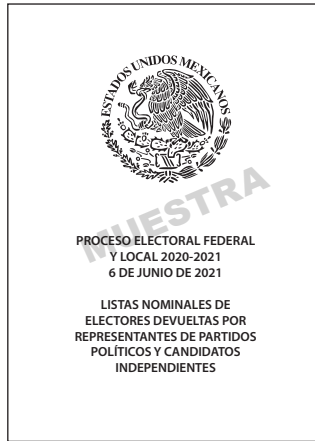 ESTADOS UNIDOS MEXICANOS
MUESTRA
PROCESO ELECTORAL FEDERAL
Y LOCAL 2020-2021
6 DE JUNIO DE 2021
LISTAS NOMINALES DE
ELECTORES DEVUELTAS POR
REPRESENTANTES DE PARTIDOS
POLÍTICOS Y CANDIDATOS
INDEPENDIENTES